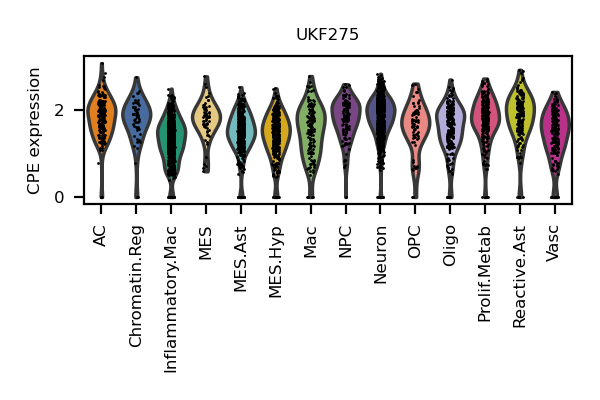 UKF275
CPE expression
2
0
AC
Chromatin.Reg
Inflammatory.Mac
MES
MES.Ast
MES.Hyp
Mac
NPC
Neuron
OPC
Oligo
Prolif.Metab
Reactive.Ast
Vasc